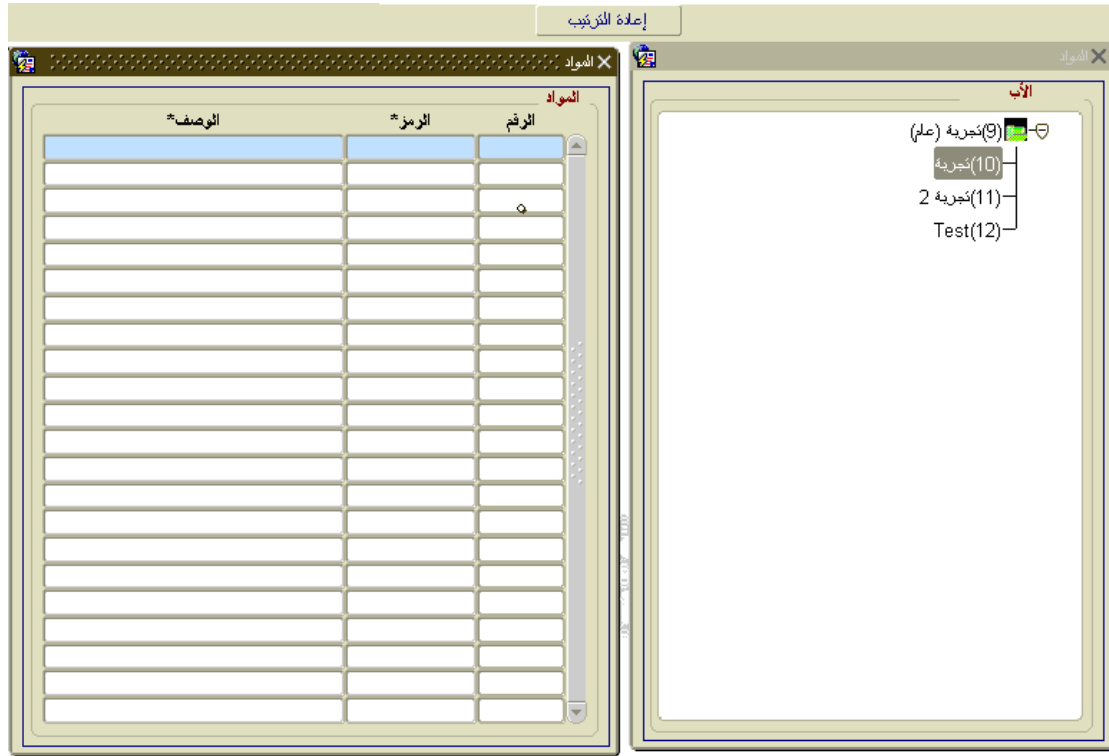 إعادة الترتيب
المواد
الأب
(9)تجربة (عام)
(10)تجربة
(11)تجربة 2
Test(12)
المواد
المواد
الرقم
الرمز*
الوصف*